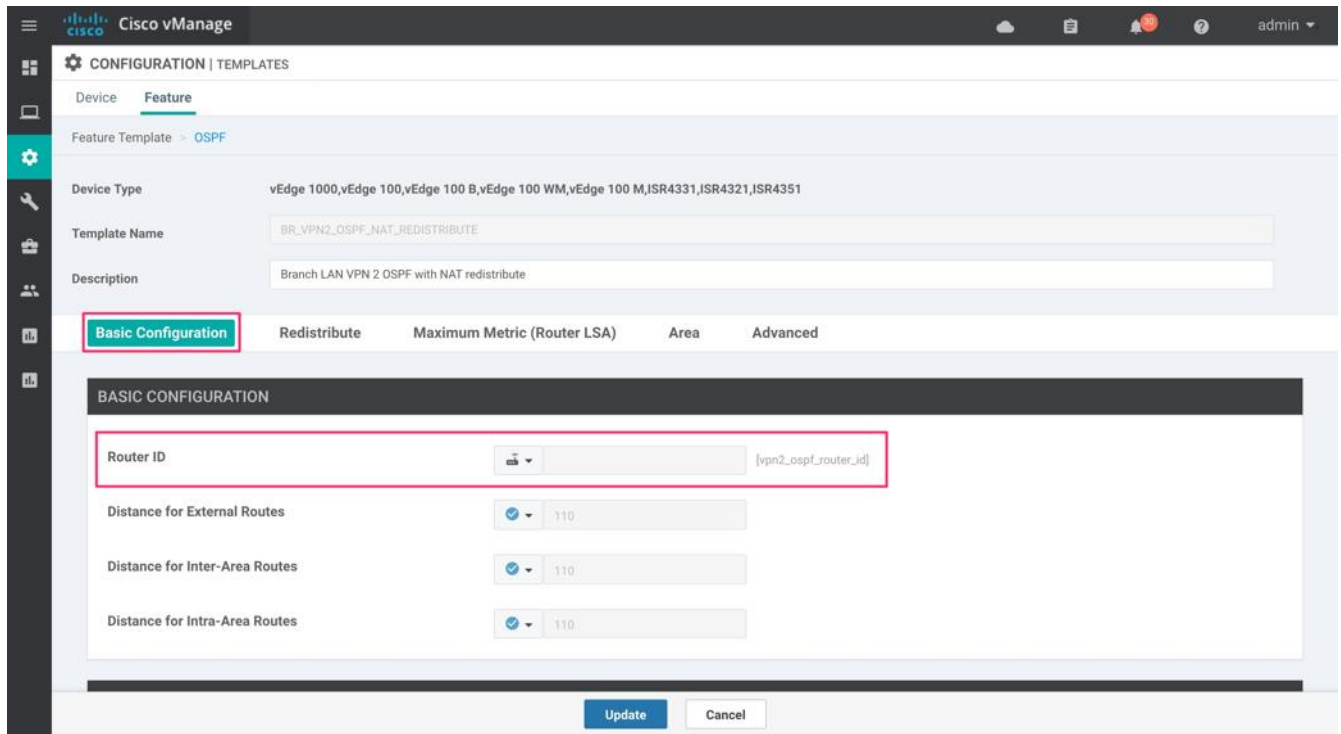 cisco Cisco vManage 30 admin
CONFIGURATION | TEMPLATES
Device Feature
Feature Template > OSPF
Device Type vEdge 1000,vEdge 100,vEdge 100 B,vEdge 100 WM,vEdge 100 M,ISR4331,ISR4321,ISR4351
Template Name BR_VPN2_OSPF_NAT_REDISTRIBUTE
Description Branch LAN VPN 2 OSPF with NAT redistribute
Basic Configuration Redistribute Maximum Metric (Router LSA) Area Advanced
BASIC CONFIGURATION
Router ID [vpn2_ospf_router_id]
Distance for External Routes 110
Distance for Inter-Area Routes 110
Distance for Intra-Area Routes 110
Update Cancel